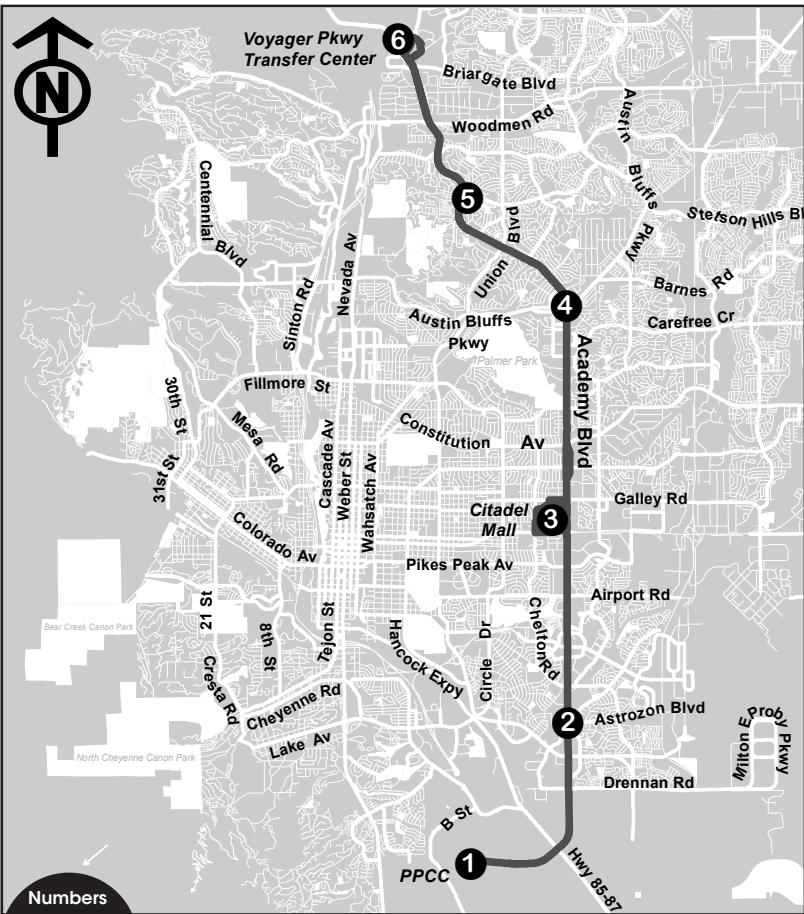 N
6
Voyager Pkwy
Transfer Center
Briargate Blvd
Woodmen Rd
Austin
Bluffs
Pkwy
Centennial
Blvd
5
Stetson Hills Bl
Union Blvd
Nevada Av
Sinton Rd
Barnes Rd
4
Austin Bluffs
Pkwy
Carefree Cr
Palmer Park
Academy Blvd
30th St
Fillmore St
Mesa Rd
Constitution Av
Cascade Av
Weber St
Wahsatch Av
31st St
Citadel
Mall
3
Galley Rd
Colorado Av
Pikes Peak Av
Airport Rd
21 St
Bear Creek Canon Park
8th St
Tejon St
Hancock Expy
Circle Dr
Chelton Rd
Cresta Rd
Cheyenne Rd
Lake Av
2
Astrozon Blvd
Milton E Proby Pkwy
North Cheyenne Canon Park
Drennan Rd
B St
1
PPCC
Hwy 85-87
Numbers